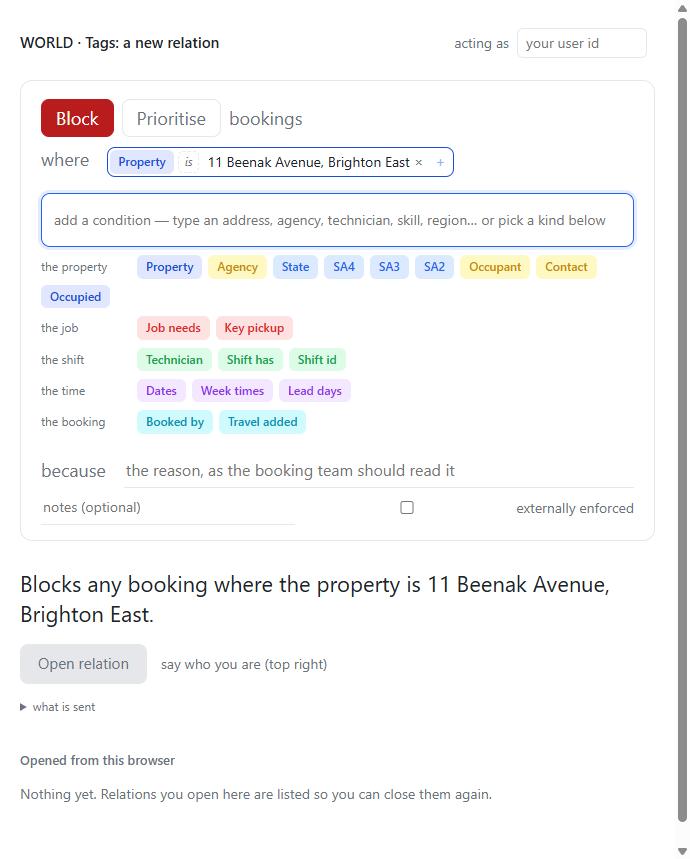 WORLD · Tags: a new relation acting as your user id
Block Prioritise bookings
where Property is 11 Beenak Avenue, Brighton East × +
add a condition — type an address, agency, technician, skill, region... or pick a kind below
the property Property Agency State SA4 SA3 SA2 Occupant Contact
Occupied
the job Job needs Key pickup
the shift Technician Shift has Shift id
the time Dates Week times Lead days
the booking Booked by Travel added
because the reason, as the booking team should read it
notes (optional) externally enforced
Blocks any booking where the property is 11 Beenak Avenue,
Brighton East.
Open relation say who you are (top right)
what is sent
Opened from this browser
Nothing yet. Relations you open here are listed so you can close them again.